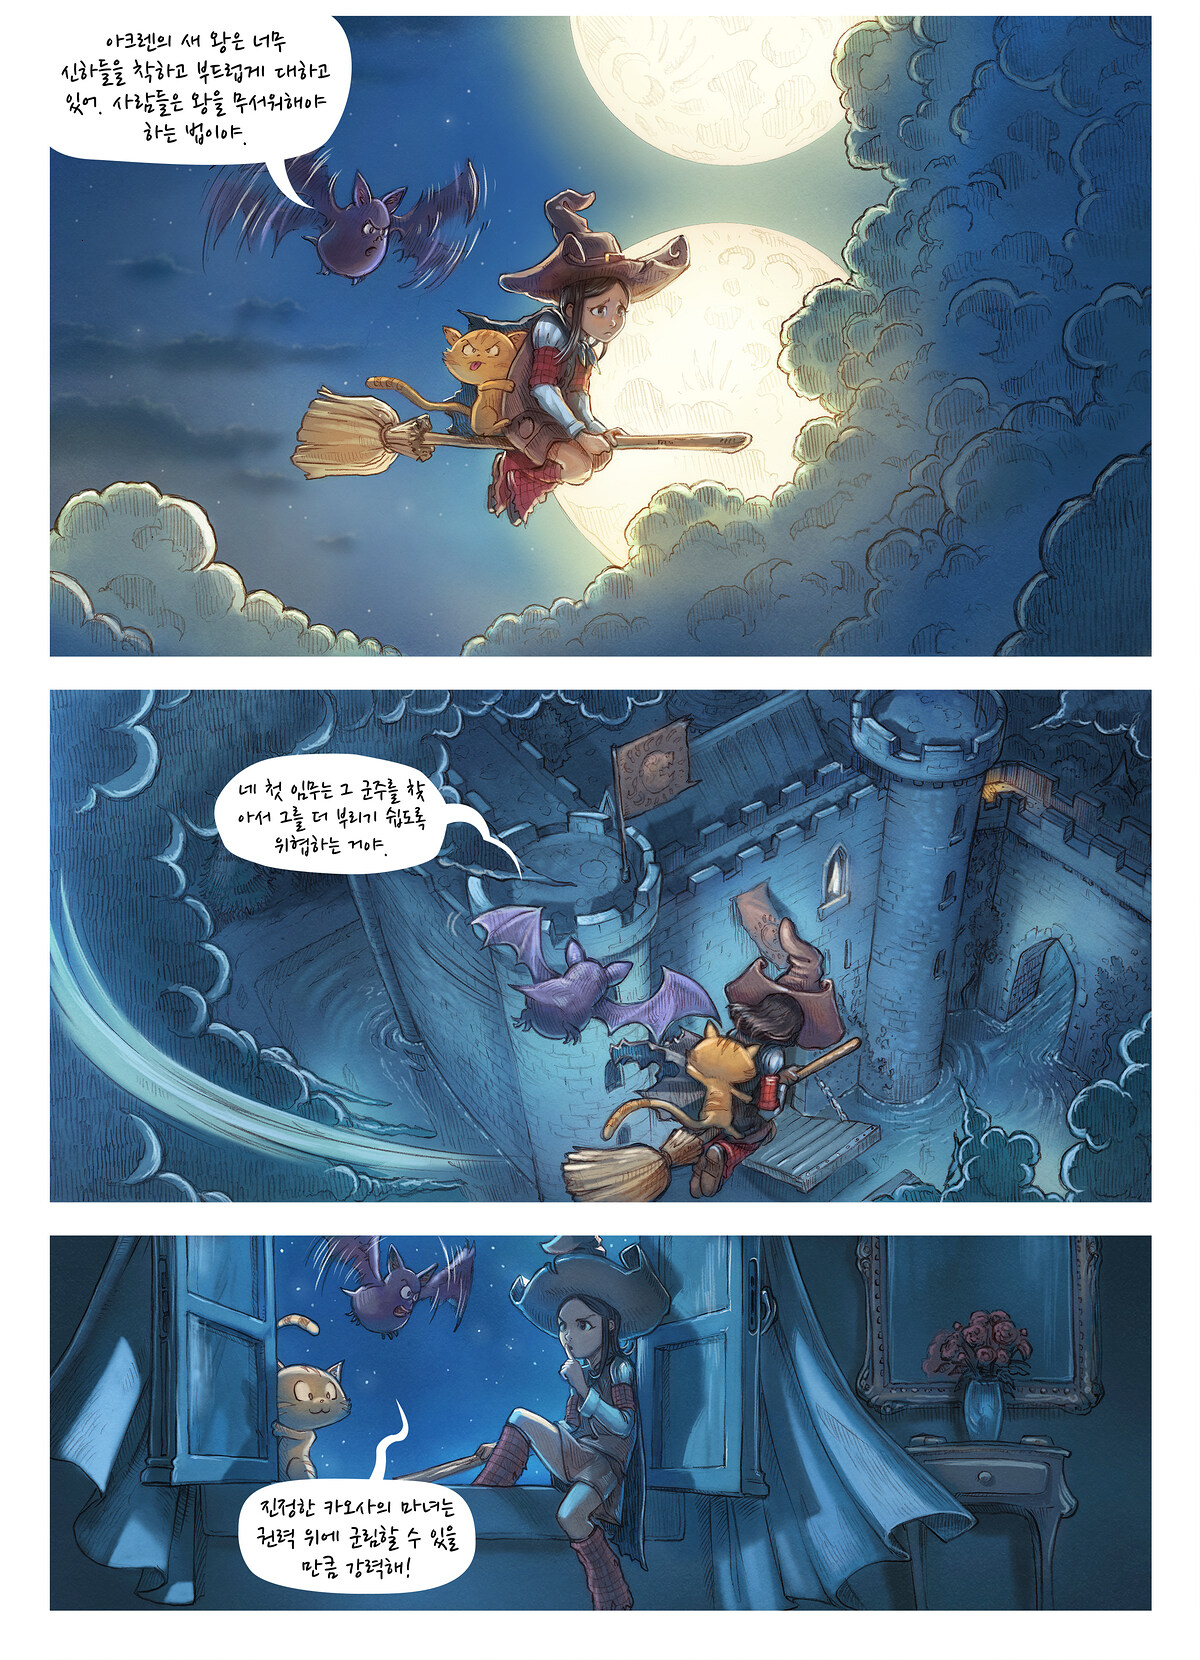 아크렌의 새 왕은 너무
신하들을 착하고 부드럽게 대하고
있어. 사람들은 왕을 무서워해야
하는 법이야.
네 첫 임무는 그 군주를 찾
아서 그를 더 부리기 쉽도록
위협하는 거야.
진정한 카오사의 마녀는
권력 위에 군림할 수 있을
만큼 강력해!